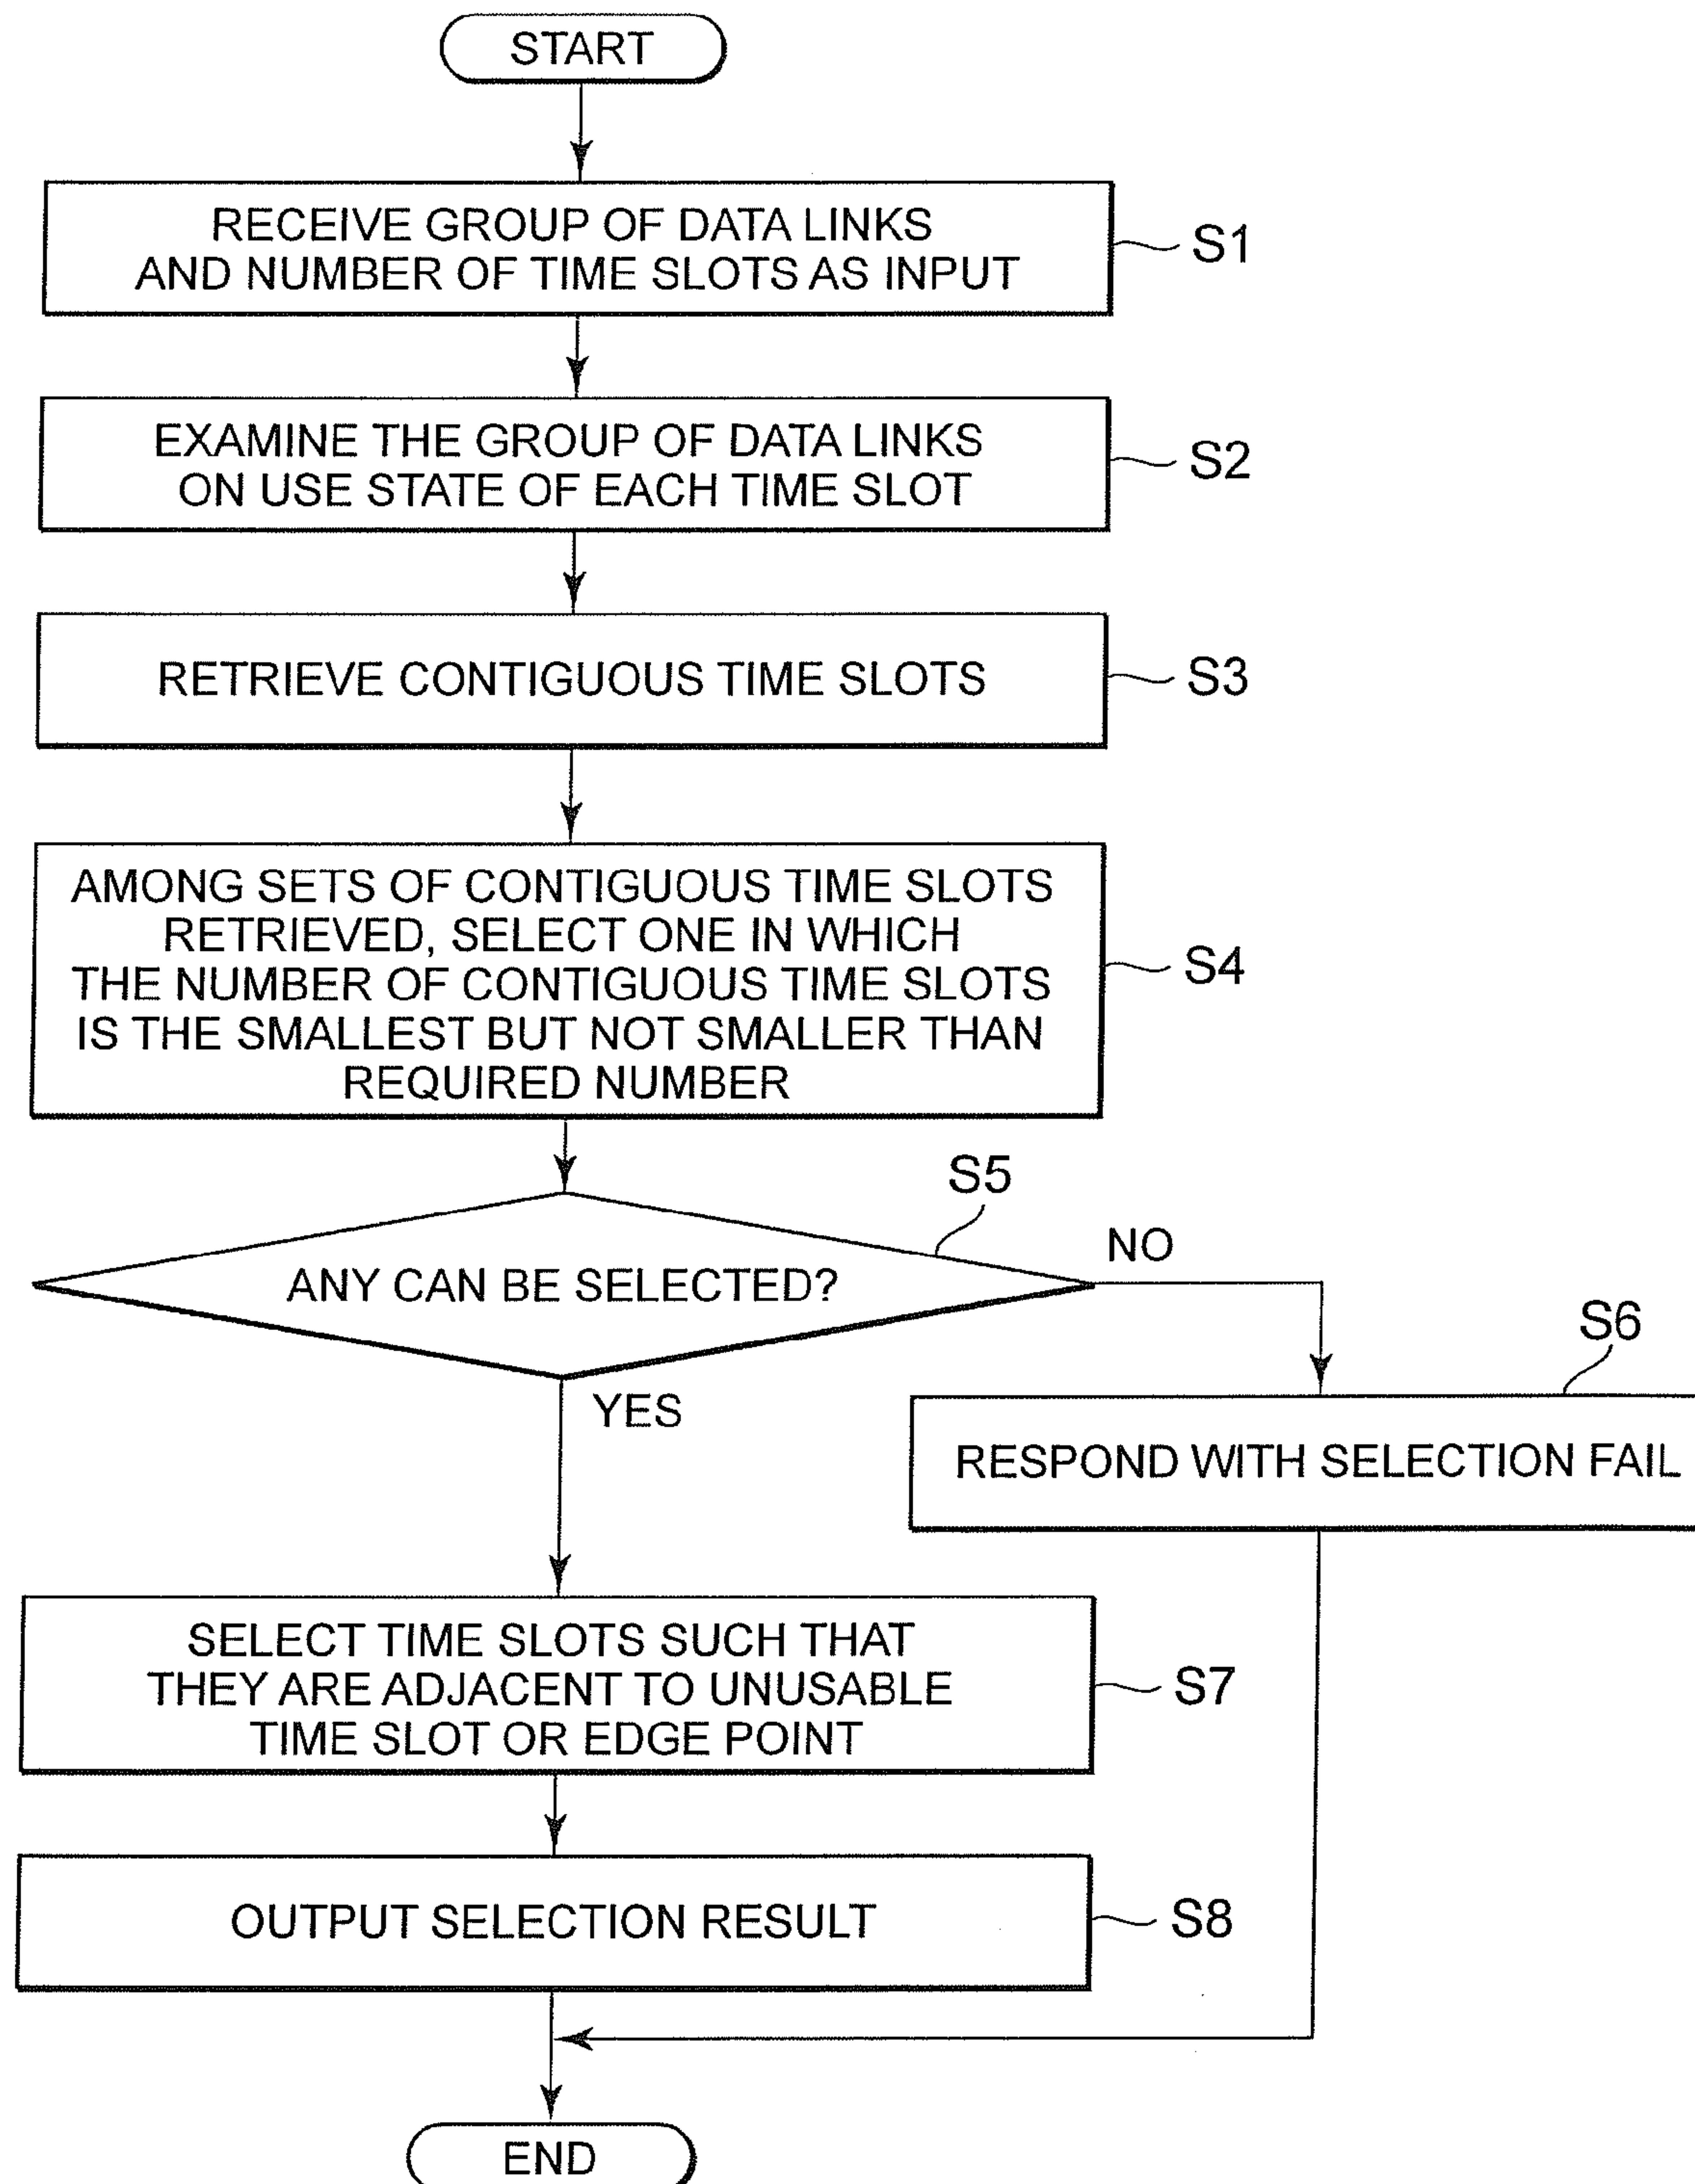 START
RECEIVE GROUP OF DATA LINKS
AND NUMBER OF TIME SLOTS AS INPUT
S1
EXAMINE THE GROUP OF DATA LINKS
ON USE STATE OF EACH TIME SLOT
S2
RETRIEVE CONTIGUOUS TIME SLOTS
S3
AMONG SETS OF CONTIGUOUS TIME SLOTS
RETRIEVED, SELECT ONE IN WHICH
THE NUMBER OF CONTIGUOUS TIME SLOTS
IS THE SMALLEST BUT NOT SMALLER THAN
REQUIRED NUMBER
S4
S5
ANY CAN BE SELECTED?
NO
YES
S6
RESPOND WITH SELECTION FAIL
SELECT TIME SLOTS SUCH THAT
THEY ARE ADJACENT TO UNUSABLE
TIME SLOT OR EDGE POINT
S7
OUTPUT SELECTION RESULT
S8
END